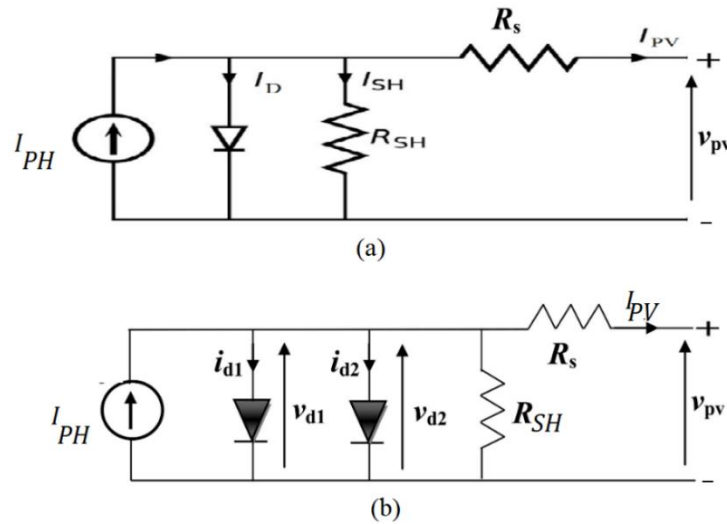 R_s
I_PV
+
I_D
I_SH
I_PH
R_SH
v_pv
-
(a)
I_PV
+
R_s
i_d1
i_d2
I_PH
v_d1
v_d2
R_SH
v_pv
-
(b)